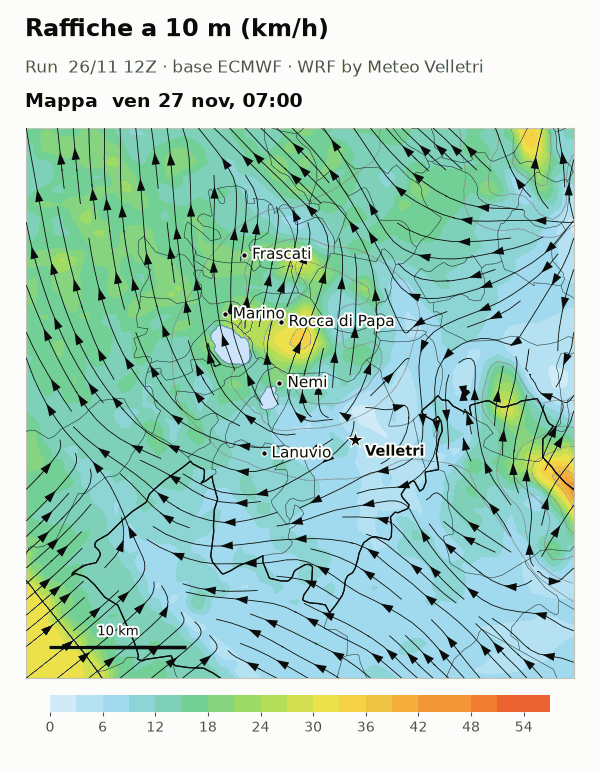 Raffiche a 10 m (km/h)
Run  26/11 12Z · base ECMWF · WRF by Meteo Velletri
Mappa  ven 27 nov, 07:00
Frascati
Marino
Rocca di Papa
Nemi
Velletri
Lanuvio
10 km
0 6 12 18 24 30 36 42 48 54